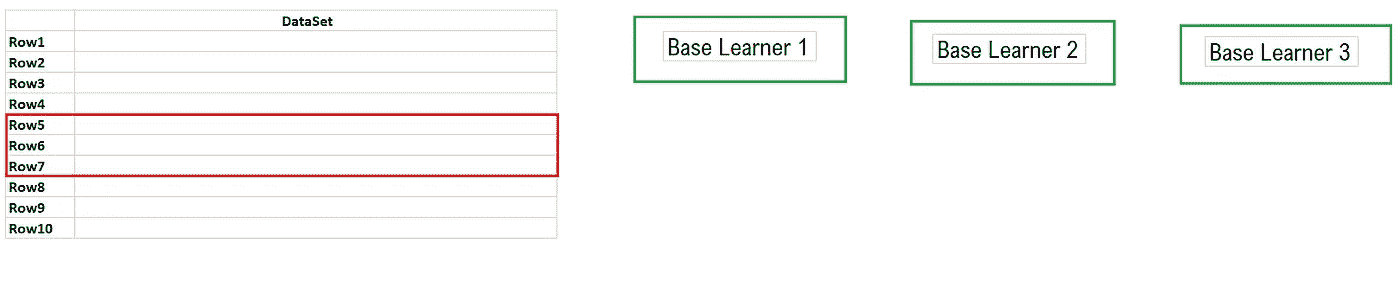 DataSet
Row1
Row2
Row3
Row4
Row5
Row6
Row7
Row8
Row9
Row10
Base Learner 1
Base Learner 2
Base Learner 3